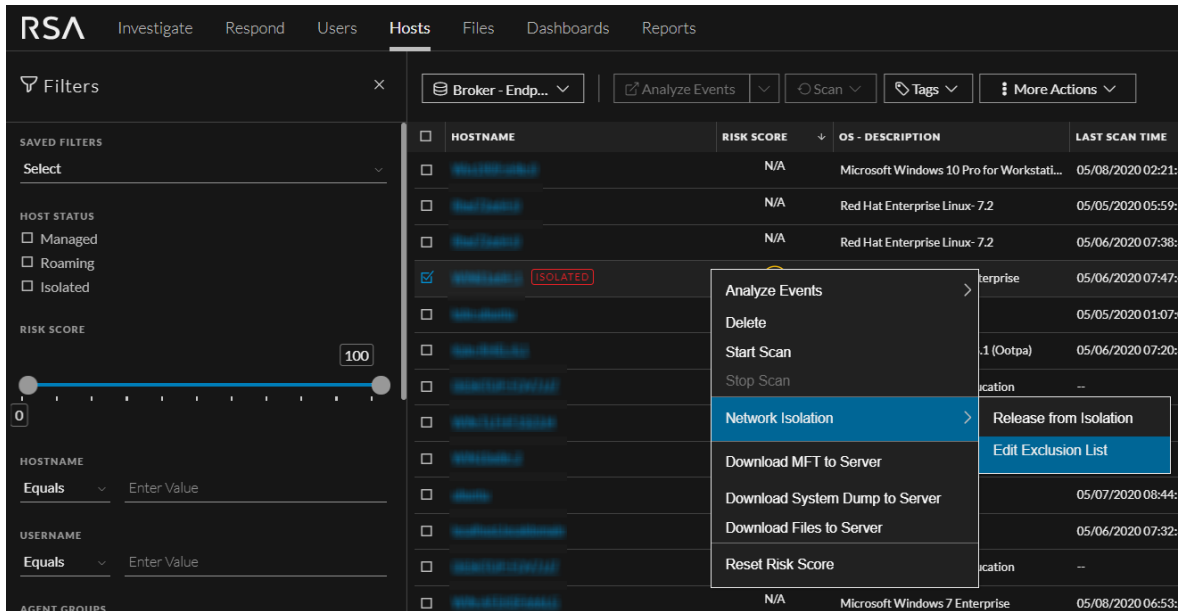 RSA Investigate Respond Users Hosts Files Dashboards Reports
Filters
Broker - Endp... Analyze Events Scan Tags More Actions
SAVED FILTERS
Select
HOST STATUS
Managed
Roaming
Isolated
RISK SCORE
100
0
HOSTNAME
Equals Enter Value
USERNAME
Equals Enter Value
AGENT GROUPS
HOSTNAME RISK SCORE OS - DESCRIPTION LAST SCAN TIME
N/A Microsoft Windows 10 Pro for Workstati... 05/08/2020 02:21:
N/A Red Hat Enterprise Linux- 7.2 05/05/2020 05:59:
N/A Red Hat Enterprise Linux- 7.2 05/06/2020 07:38:
ISOLATED terprise 05/06/2020 07:47:
05/05/2020 01:07:
.1 (Ootpa) 05/06/2020 07:20:
ucation --
05/07/2020 08:44:
05/06/2020 07:32:
ucation --
N/A Microsoft Windows 7 Enterprise 05/08/2020 06:53:
Analyze Events
Delete
Start Scan
Stop Scan
Network Isolation
Download MFT to Server
Download System Dump to Server
Download Files to Server
Reset Risk Score
Release from Isolation
Edit Exclusion List